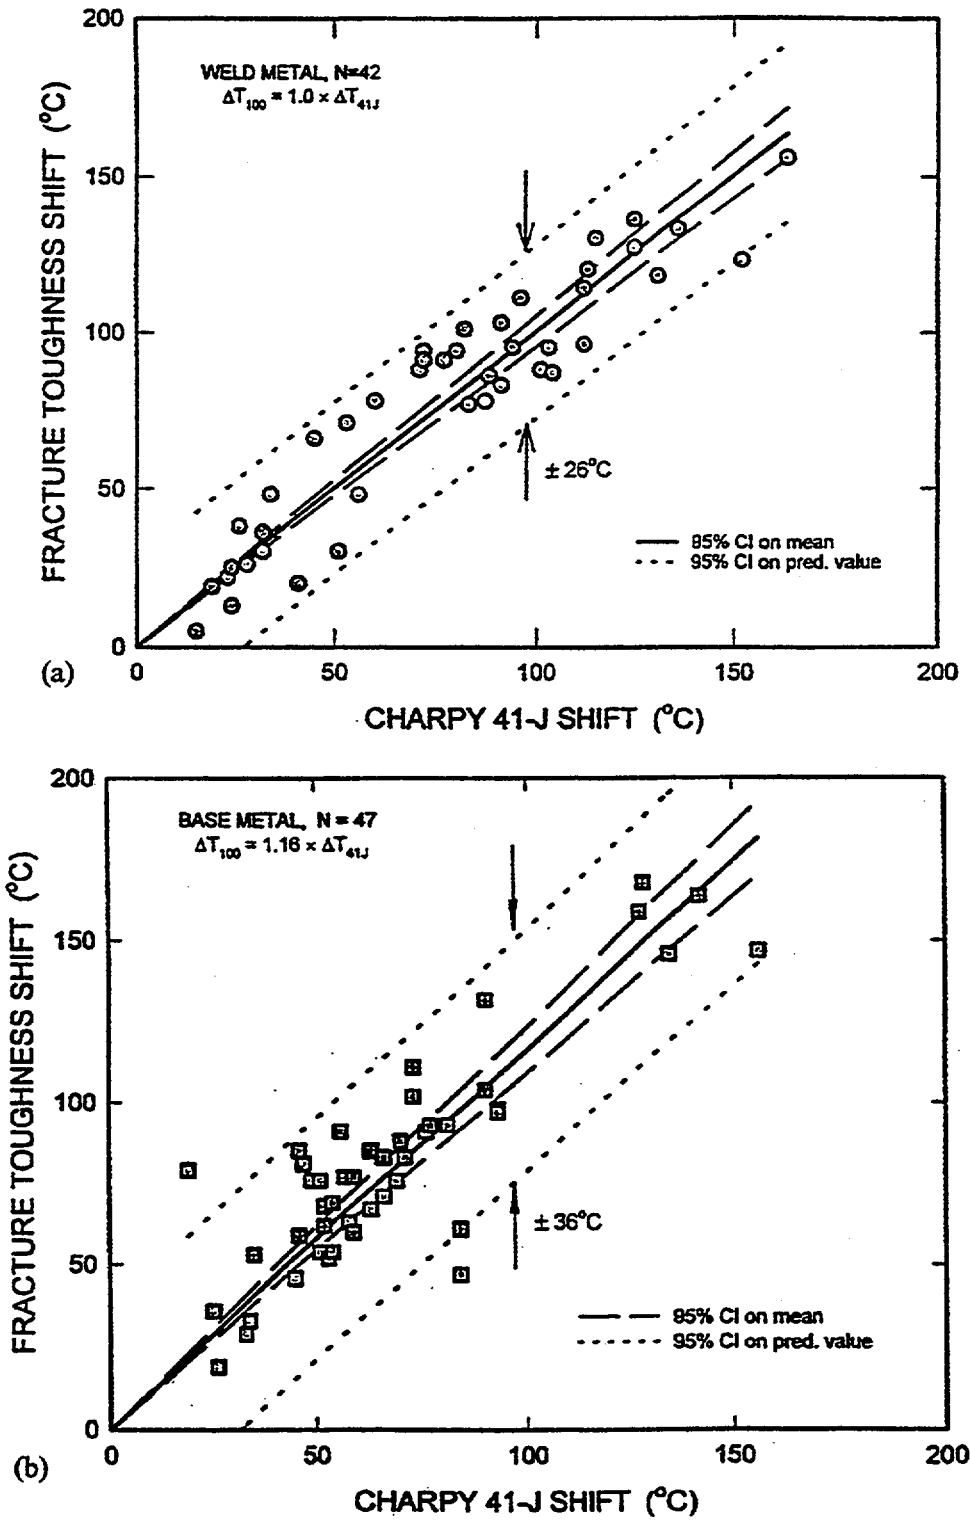 200
WELD METAL, N=42
ΔT100 = 1.0 × ΔT41J
150
100
50
0
FRACTURE TOUGHNESS SHIFT (°C)
± 26°C
95% CI on mean
95% CI on pred. value
0 50 100 150 200
(a)
CHARPY 41-J SHIFT (°C)
200
BASE METAL, N = 47
ΔT100 = 1.16 × ΔT41J
150
100
50
0
FRACTURE TOUGHNESS SHIFT (°C)
± 36°C
95% CI on mean
95% CI on pred. value
0 50 100 150 200
(b)
CHARPY 41-J SHIFT (°C)